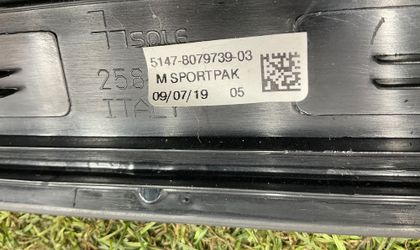 sole
5147-8079739-03
258
M SPORTPAK
09/07/19 05
ITALY